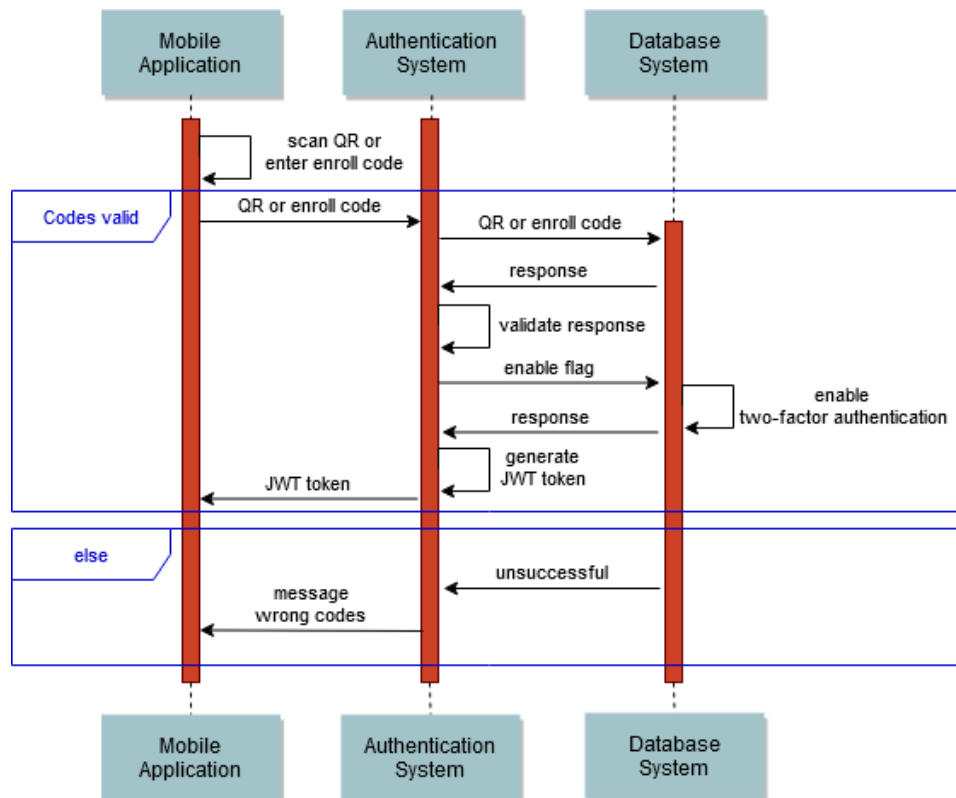 Mobile
Application
Authentication
System
Database
System
scan QR or
enter enroll code
Codes valid
QR or enroll code
QR or enroll code
response
validate response
enable flag
enable
two-factor authentication
response
generate
JWT token
JWT token
else
unsuccessful
message
wrong codes
Mobile
Application
Authentication
System
Database
System